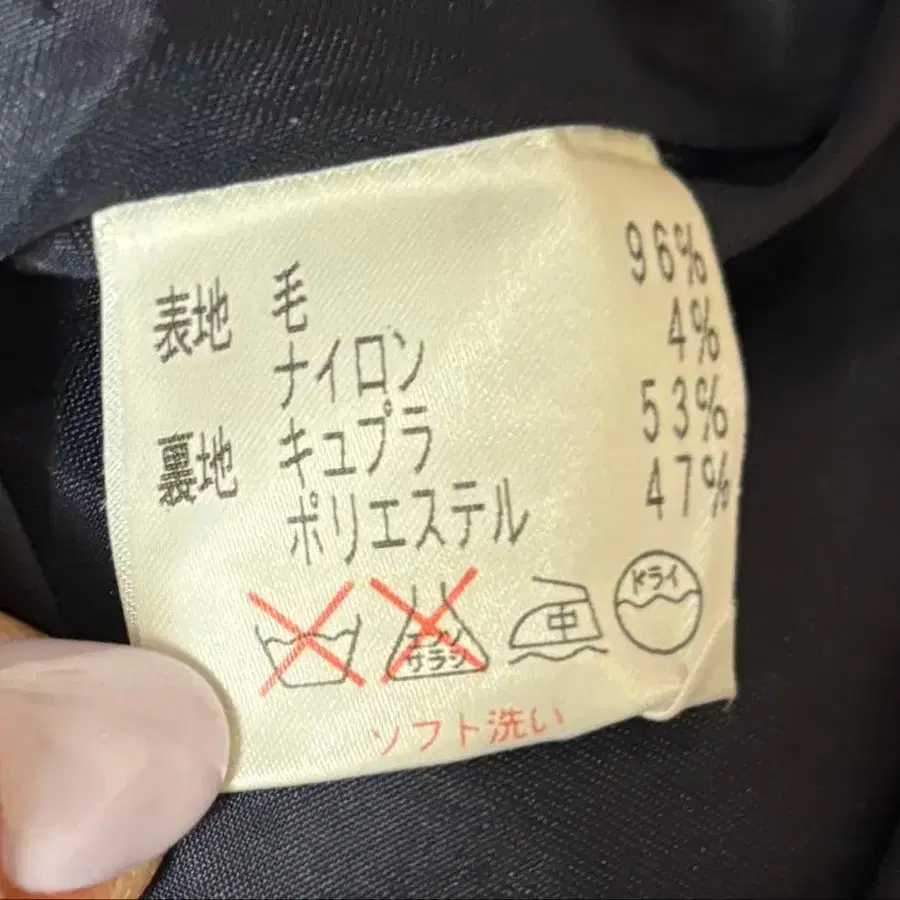 表地 毛 96%
ナイロン 4%
裏地 キュプラ 53%
ポリエステル 47%
エンソ サラシ 中 ドライ
ソフト洗い